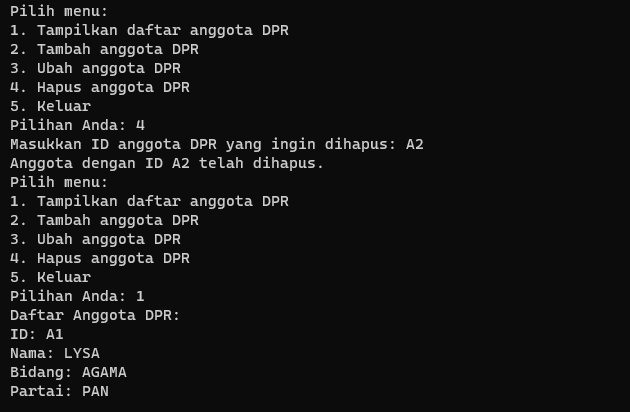 Pilih menu:
1. Tampilkan daftar anggota DPR
2. Tambah anggota DPR
3. Ubah anggota DPR
4. Hapus anggota DPR
5. Keluar
Pilihan Anda: 4
Masukkan ID anggota DPR yang ingin dihapus: A2
Anggota dengan ID A2 telah dihapus.
Pilih menu:
1. Tampilkan daftar anggota DPR
2. Tambah anggota DPR
3. Ubah anggota DPR
4. Hapus anggota DPR
5. Keluar
Pilihan Anda: 1
Daftar Anggota DPR:
ID: A1
Nama: LYSA
Bidang: AGAMA
Partai: PAN